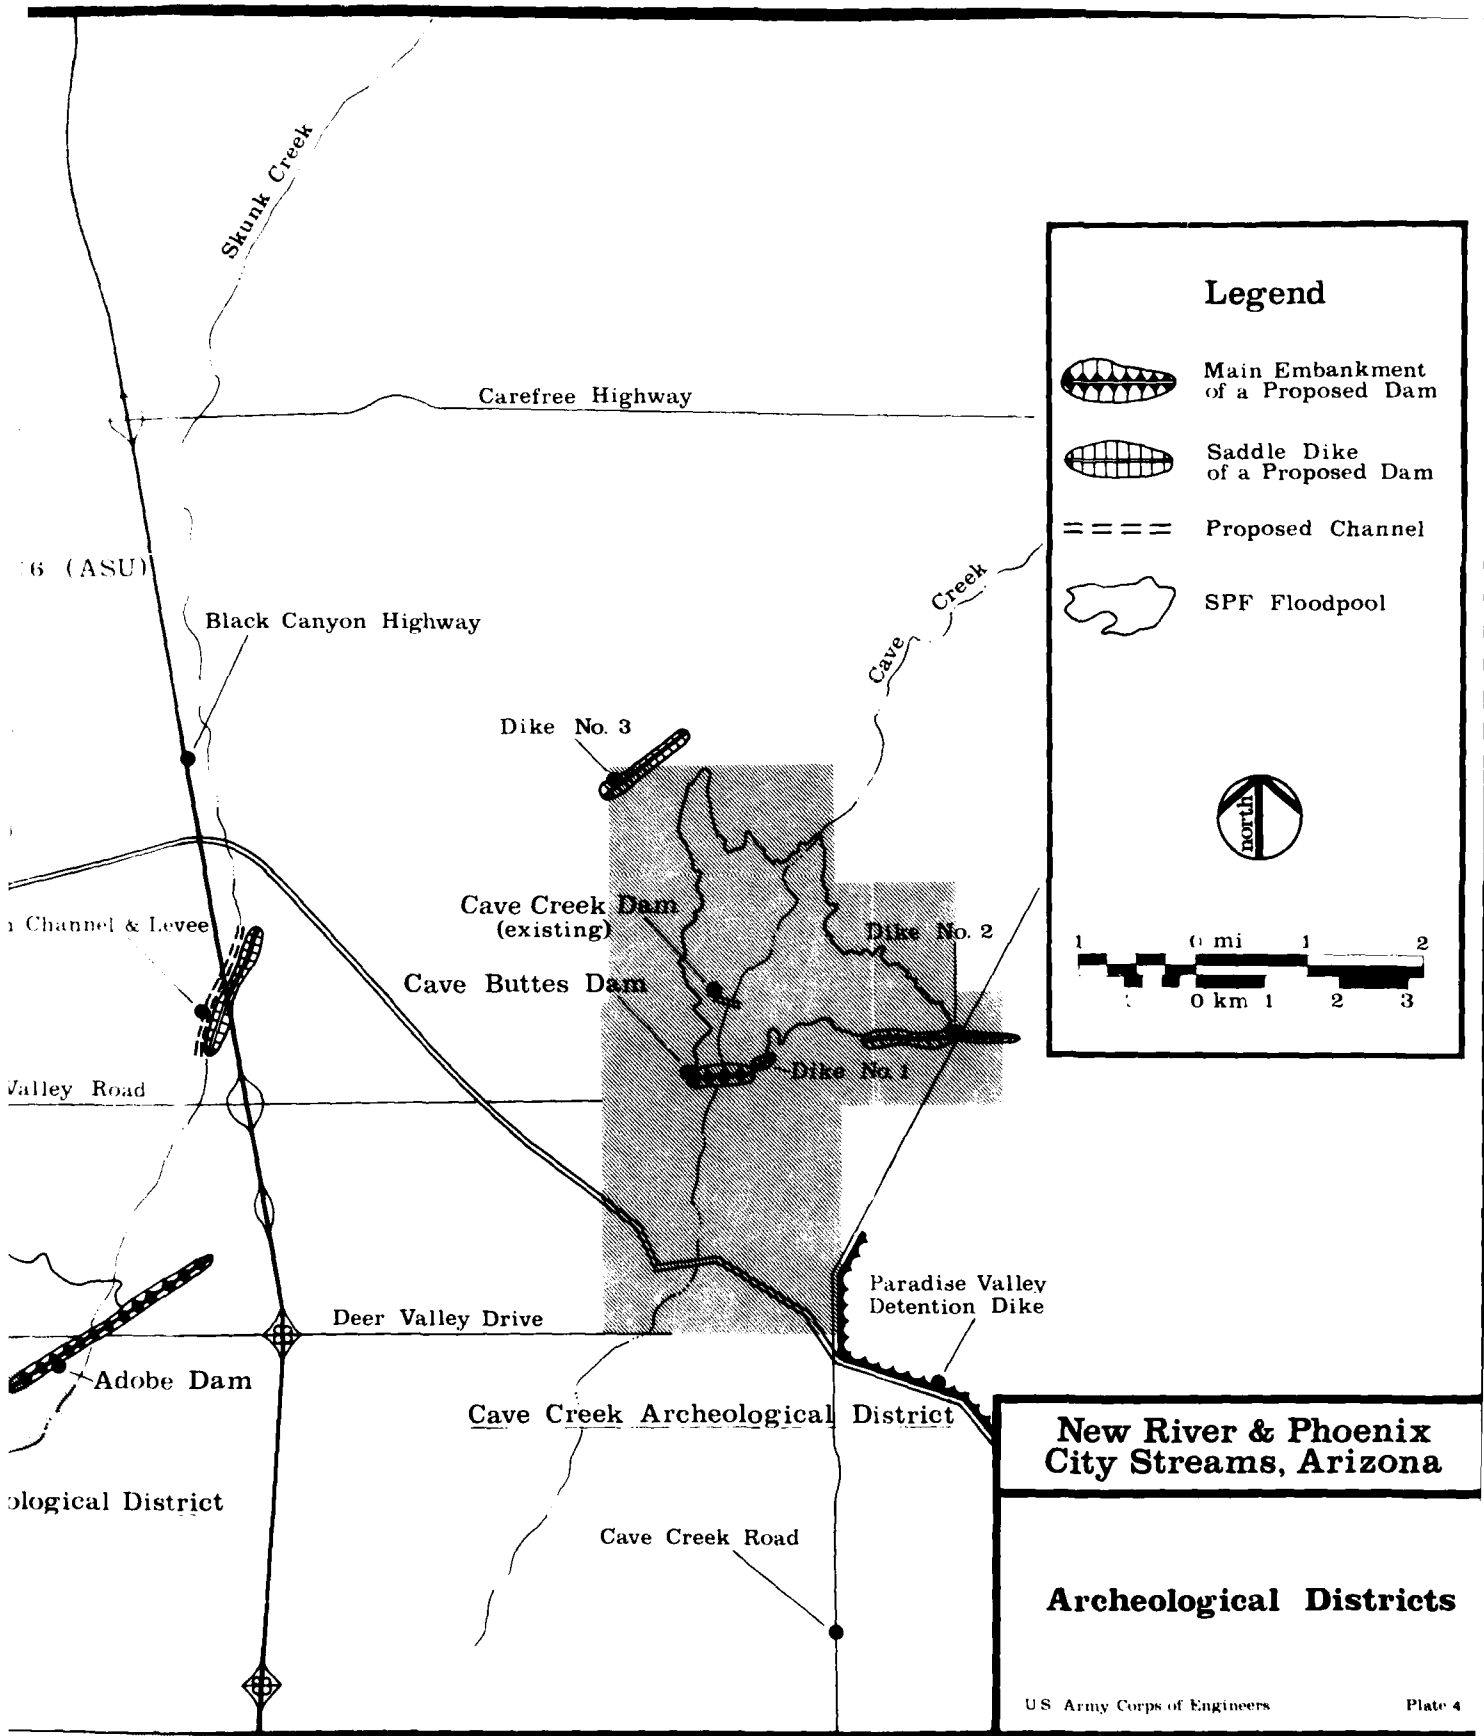 Skunk Creek
Legend
Main Embankment
of a Proposed Dam
Carefree Highway
Saddle Dike
of a Proposed Dam
Proposed Channel
6 (ASU)
Cave Creek
SPF Floodpool
Black Canyon Highway
Dike No. 3
north
Cave Creek Dam
(existing)
Channel & Levee
Dike No. 2
1 0 mi 1 2
Cave Buttes Dam
0 km 1 2 3
Dike No. 1
Valley Road
Paradise Valley
Detention Dike
Deer Valley Drive
Adobe Dam
Cave Creek Archeological District
New River & Phoenix
City Streams, Arizona
ological District
Cave Creek Road
Archeological Districts
US Army Corps of Engineers
Plate 4